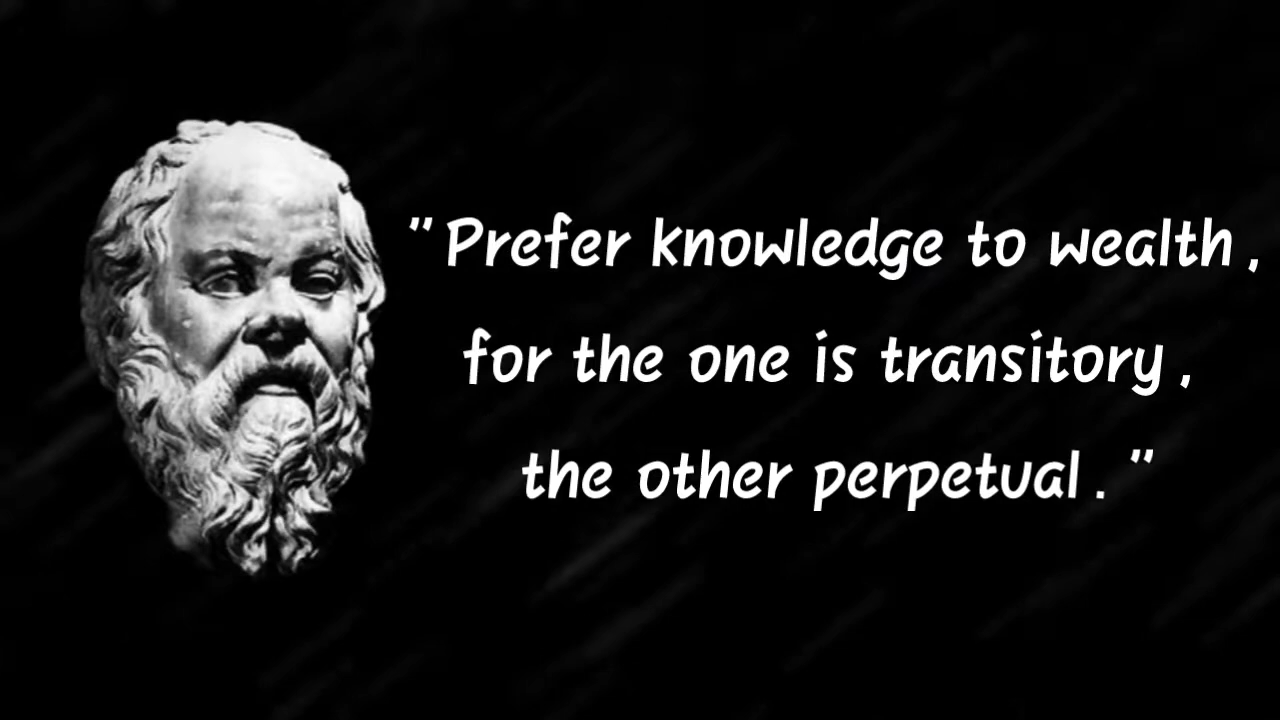 "Prefer knowledge to wealth,
for the one is transitory,
the other perpetual."